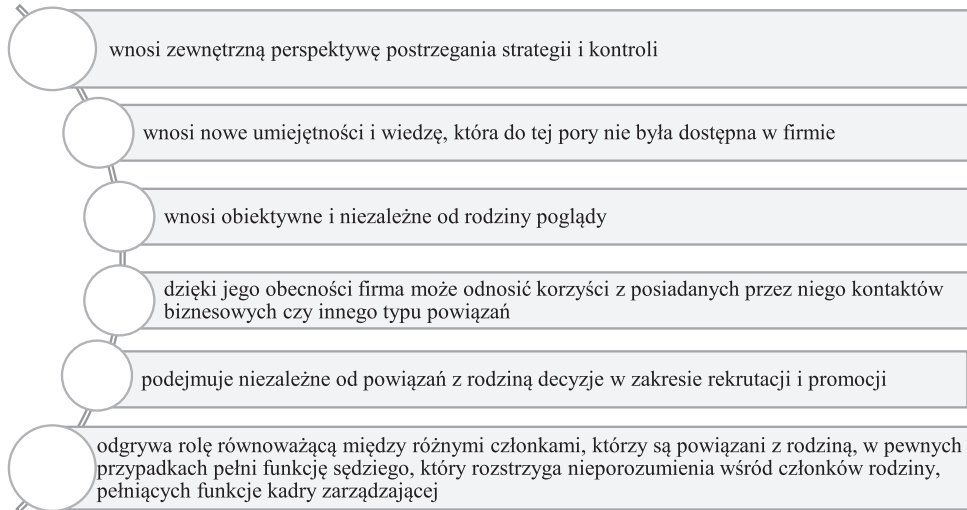 wnosi zewnętrzną perspektywę postrzegania strategii i kontroli
wnosi nowe umiejętności i wiedzę, która do tej pory nie była dostępna w firmie
wnosi obiektywne i niezależne od rodziny poglądy
dzięki jego obecności firma może odnosić korzyści z posiadanych przez niego kontaktów
biznesowych czy innego typu powiązań
podejmuje niezależne od powiązań z rodziną decyzje w zakresie rekrutacji i promocji
odgrywa rolę równoważącą między różnymi członkami, którzy są powiązani z rodziną, w pewnych
przypadkach pełni funkcję sędziego, który rozstrzyga nieporozumienia wśród członków rodziny,
pełniących funkcje kadry zarządzającej